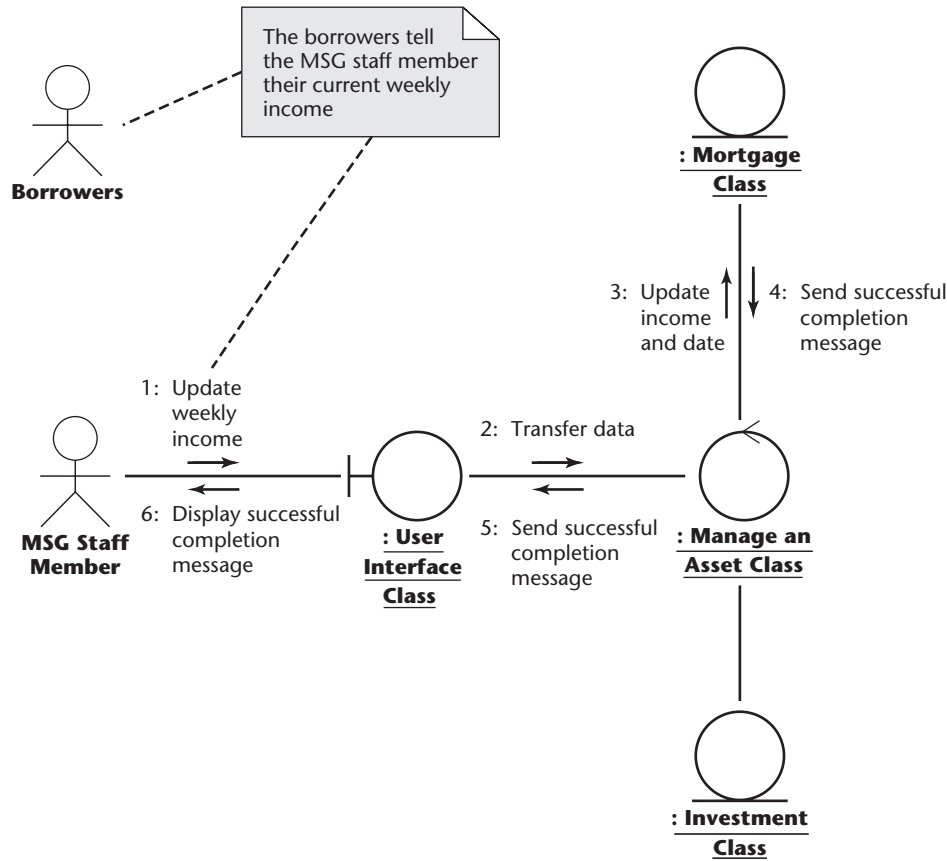 The borrowers tell
the MSG staff member
their current weekly
income
Borrowers
: Mortgage
Class
3: Update
income
and date
4: Send successful
completion
message
1: Update
weekly
income
2: Transfer data
6: Display successful
completion
message
5: Send successful
completion
message
MSG Staff
Member
: User
Interface
Class
: Manage an
Asset Class
: Investment
Class